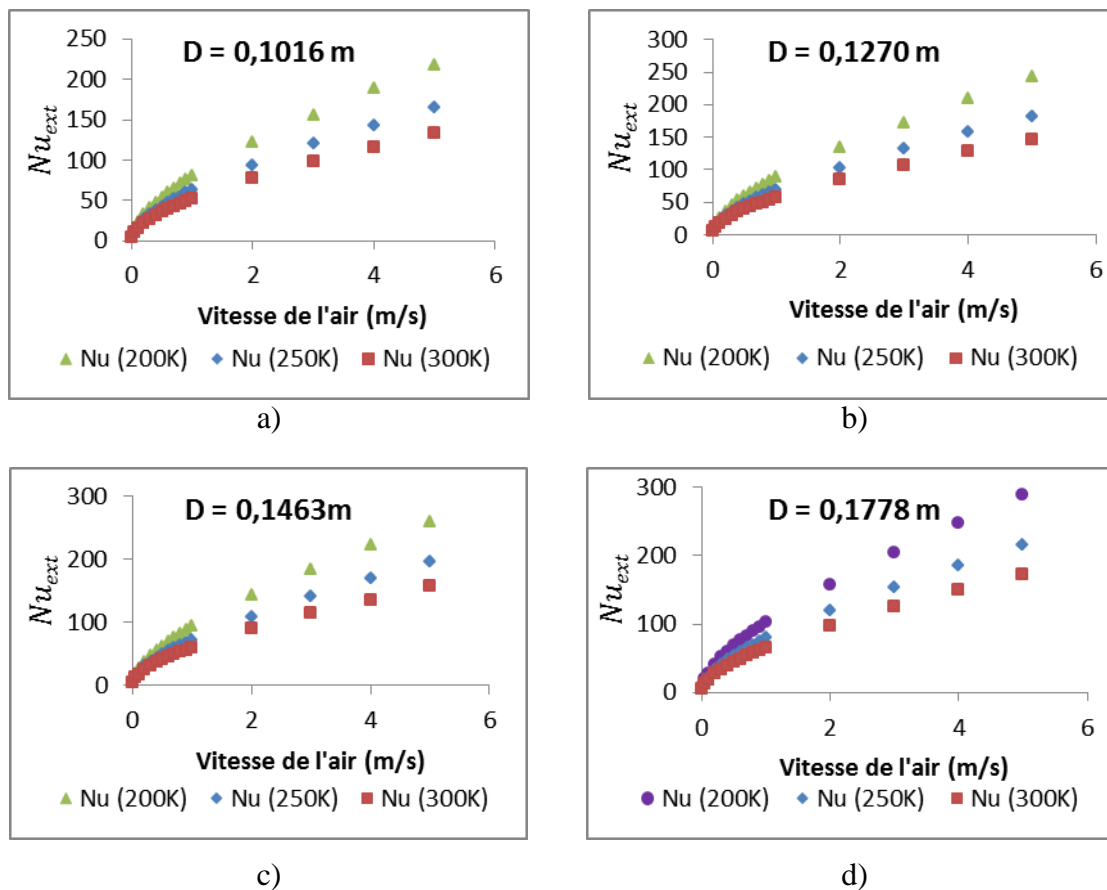 D = 0,1016 m
250
200
150
100
50
0
Nu_ext
0 2 4 6
Vitesse de l'air (m/s)
Nu (200K) Nu (250K) Nu (300K)
a)
D = 0,1270 m
300
250
200
150
100
50
0
Nu_ext
0 2 4 6
Vitesse de l'air (m/s)
Nu (200K) Nu (250K) Nu (300K)
b)
D = 0,1463m
300
200
100
0
Nu_ext
0 2 4 6
Vitesse de l'air (m/s)
Nu (200K) Nu (250K) Nu (300K)
c)
D = 0,1778 m
300
200
100
0
Nu_ext
0 2 4 6
Vitesse de l'air (m/s)
Nu (200K) Nu (250K) Nu (300K)
d)